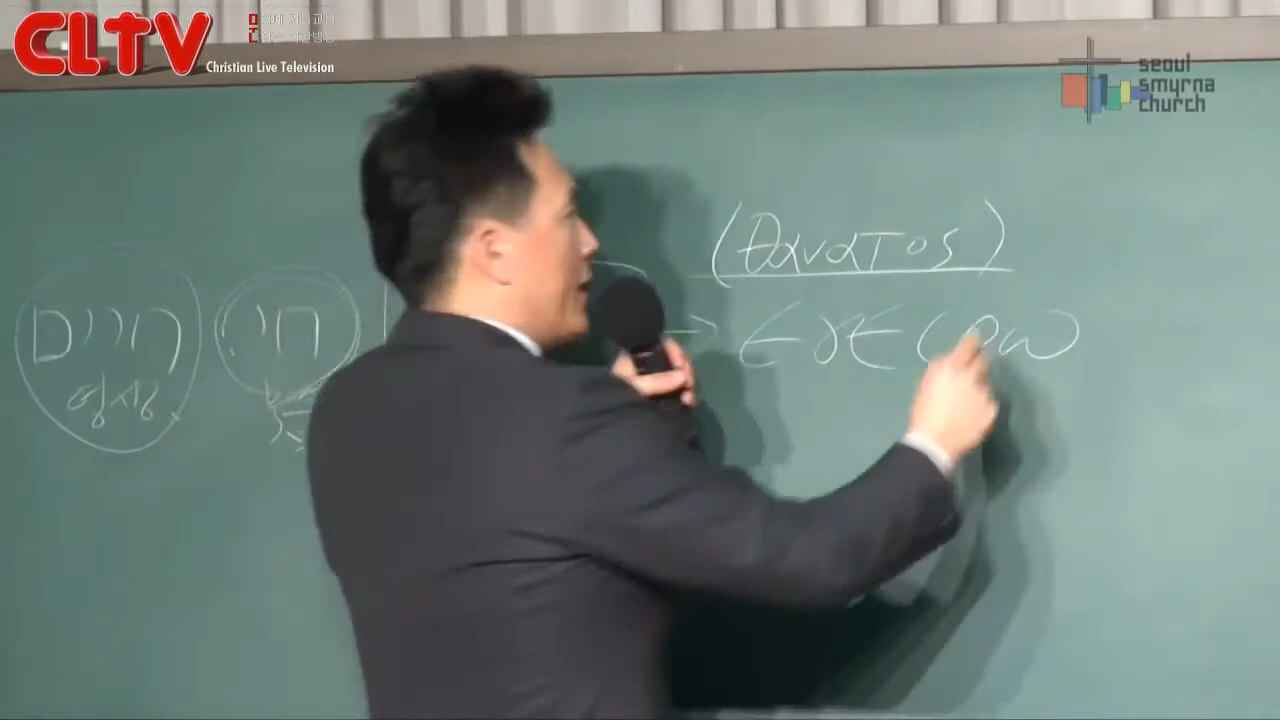 CLTV
Christian Live Television
seoul
smyrna
church
(θανατος)
חיים
חי
εγειρω
영생